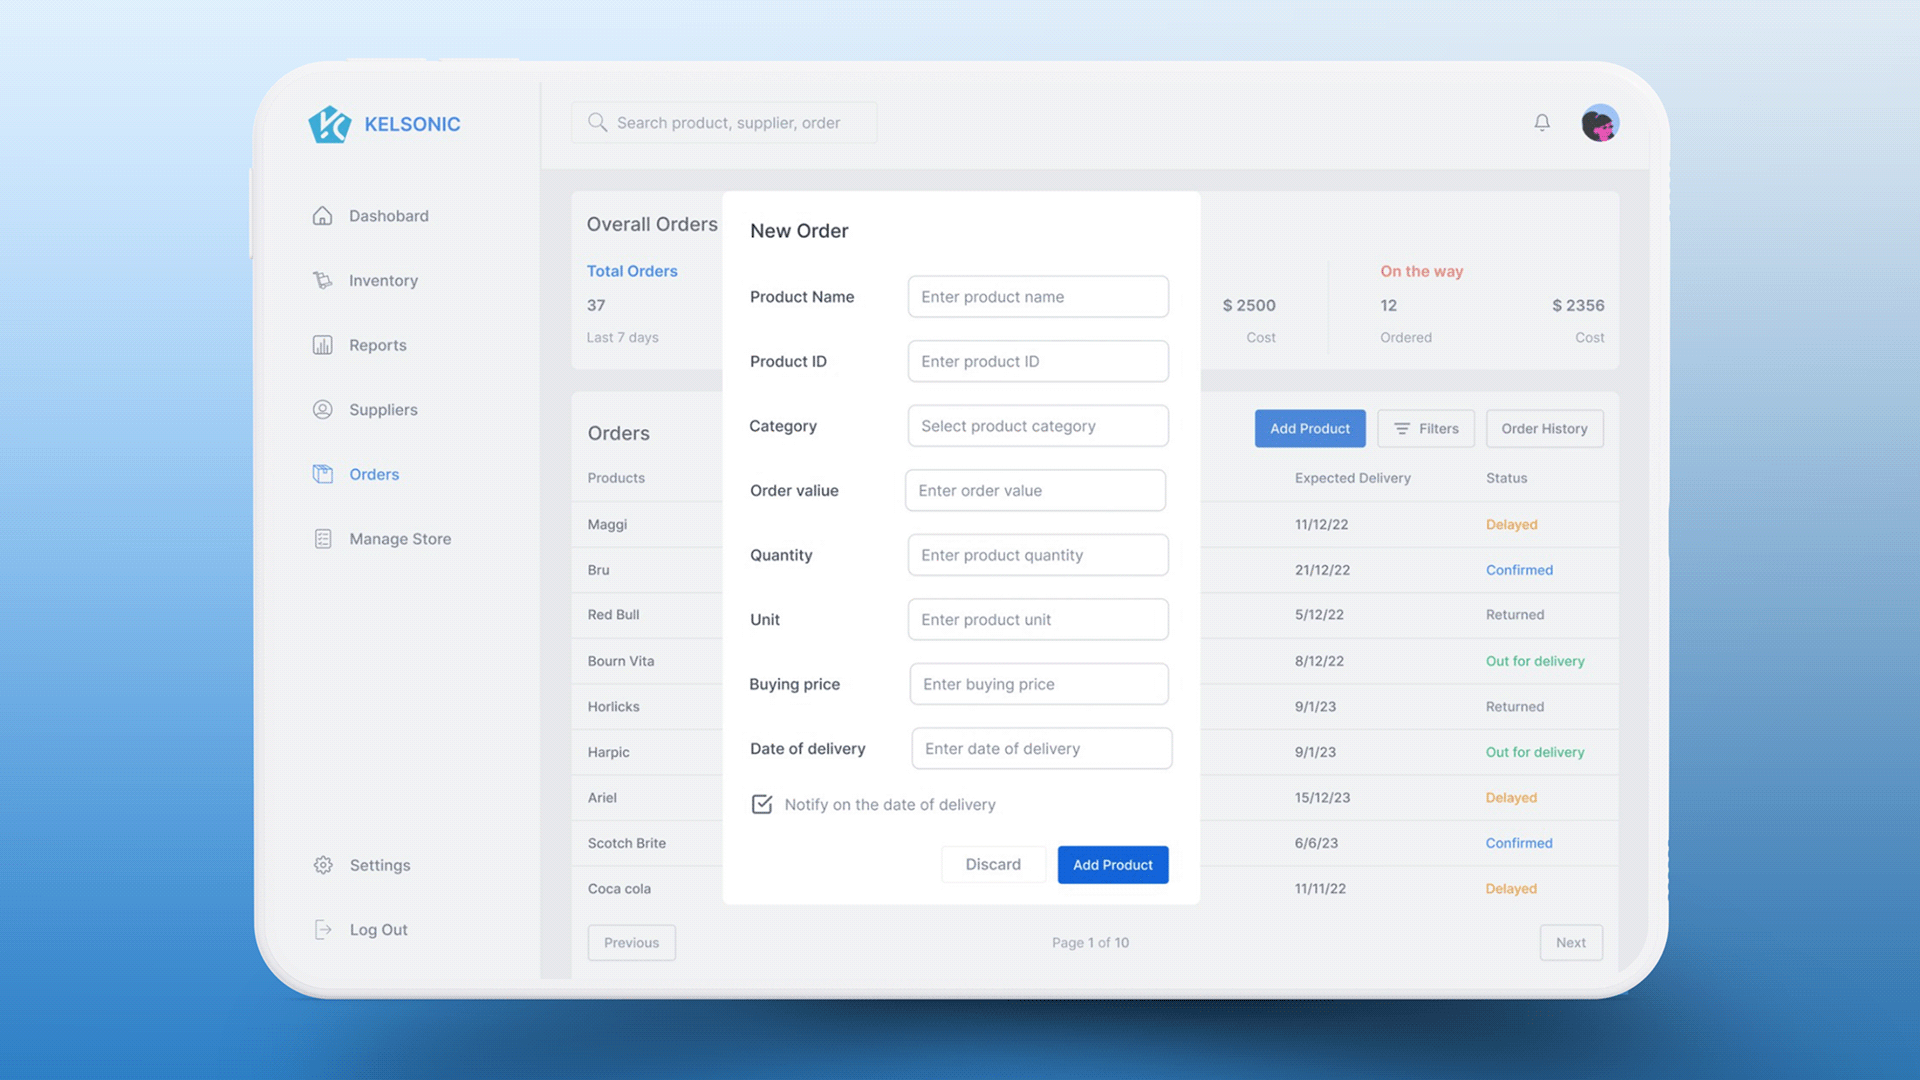 KELSONIC
Search product, supplier, order
Dashobard
Inventory
Reports
Suppliers
Orders
Manage Store
Settings
Log Out
Overall Orders
Total Orders
37
Last 7 days
$ 2500
Cost
On the way
12
$ 2356
Ordered
Cost
New Order
Product Name
Enter product name
Product ID
Enter product ID
Category
Select product category
Order valiue
Enter order value
Quantity
Enter product quantity
Unit
Enter product unit
Buying price
Enter buying price
Date of delivery
Enter date of delivery
Notify on the date of delivery
Discard
Add Product
Orders
Add Product
Filters
Order History
Products
Expected Delivery
Status
Maggi
11/12/22
Delayed
Bru
21/12/22
Confirmed
Red Bull
5/12/22
Returned
Bourn Vita
8/12/22
Out for delivery
Horlicks
9/1/23
Returned
Harpic
9/1/23
Out for delivery
Ariel
15/12/23
Delayed
Scotch Brite
6/6/23
Confirmed
Coca cola
11/11/22
Delayed
Previous
Page 1 of 10
Next